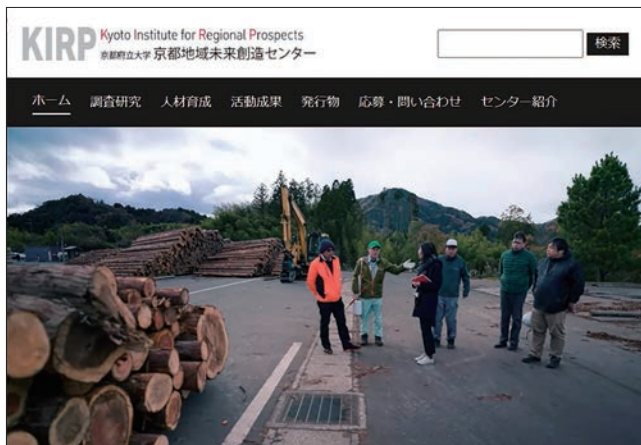 KIRP
Kyoto Institute for Regional Prospects
京都府立大学 京都地域未来創造センター
検索
ホーム 調査研究 人材育成 活動成果 発行物 応募・問い合わせ センター紹介